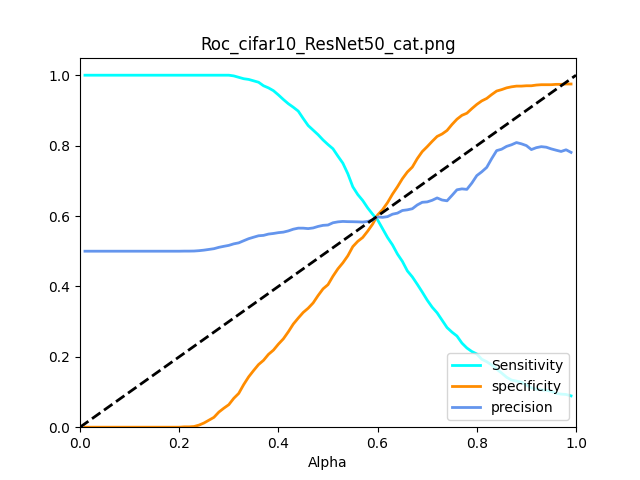 Roc_cifar10_ResNet50_cat.png
1.0
0.8
0.6
0.4
0.2
0.0
Sensitivity
specificity
precision
0.0 0.2 0.4 0.6 0.8 1.0
Alpha